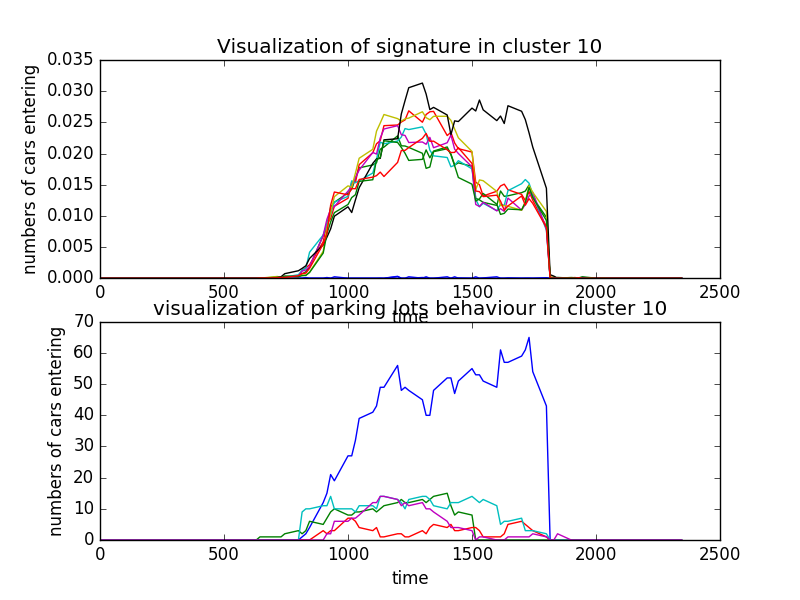 Visualization of signature in cluster 10
numbers of cars entering
0.035
0.030
0.025
0.020
0.015
0.010
0.005
0.000
0 500 1000 1500 2000 2500
time
visualization of parking lots behaviour in cluster 10
numbers of cars entering
70
60
50
40
30
20
10
0
0 500 1000 1500 2000 2500
time